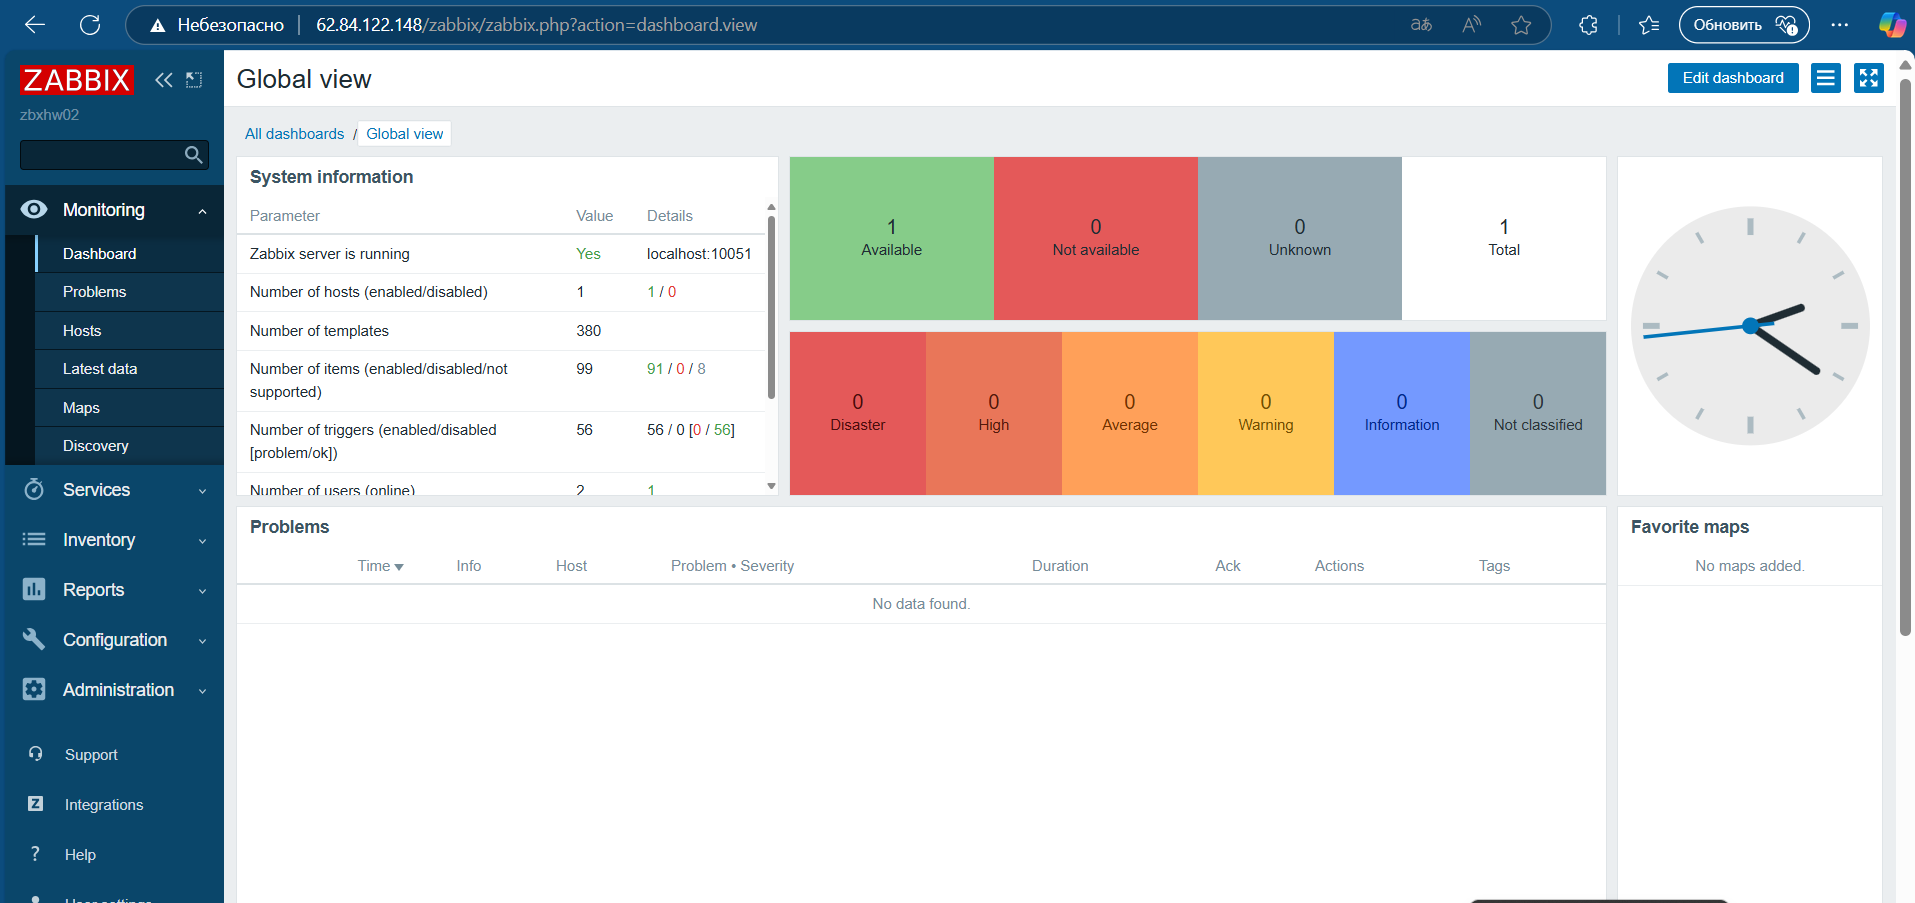 Небезопасно
62.84.122.148/zabbix/zabbix.php?action=dashboard.view
Обновить
ZABBIX
zbxhw02
Monitoring
Dashboard
Problems
Hosts
Latest data
Maps
Discovery
Services
Inventory
Reports
Configuration
Administration
Support
Z
Integrations
?
Help
User settings
Global view
Edit dashboard
All dashboards / Global view
System information
Parameter Value Details
Zabbix server is running Yes localhost:10051
Number of hosts (enabled/disabled) 1 1 / 0
Number of templates 380
Number of items (enabled/disabled/not 99 91 / 0 / 8
supported)
Number of triggers (enabled/disabled 56 56 / 0 [0 / 56]
[problem/ok])
Number of users (online) 2 1
1 0 0 1
Available Not available Unknown Total
0 0 0 0 0 0
Disaster High Average Warning Information Not classified
Problems
Time Info Host Problem • Severity Duration Ack Actions Tags
No data found.
Favorite maps
No maps added.